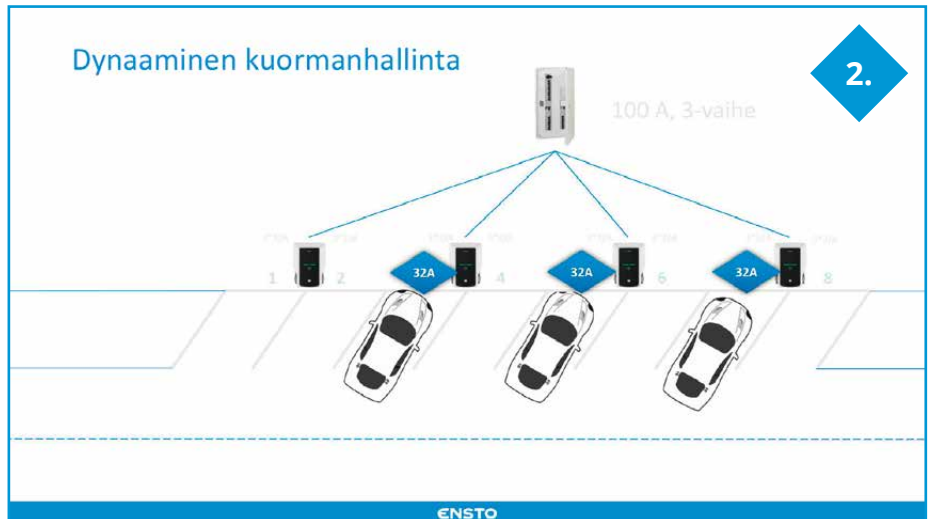 Dynaaminen kuormanhallinta
2.
100 A, 3-vaihe
1
2
32A
4
32A
6
32A
8
ENSTO